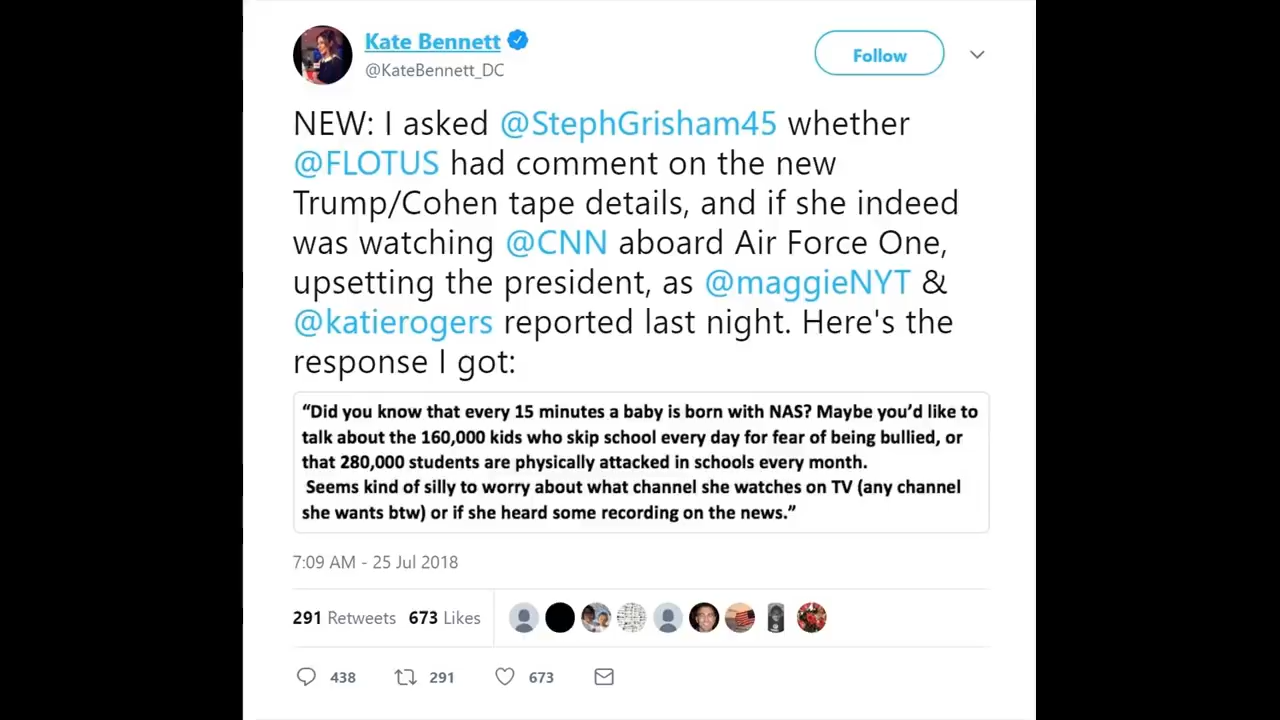 Kate Bennett
@KateBennett_DC
Follow
NEW: I asked @StephGrisham45 whether
@FLOTUS had comment on the new
Trump/Cohen tape details, and if she indeed
was watching @CNN aboard Air Force One,
upsetting the president, as @maggieNYT &
@katierogers reported last night. Here's the
response I got:
“Did you know that every 15 minutes a baby is born with NAS? Maybe you’d like to
talk about the 160,000 kids who skip school every day for fear of being bullied, or
that 280,000 students are physically attacked in schools every month.
Seems kind of silly to worry about what channel she watches on TV (any channel
she wants btw) or if she heard some recording on the news.”
7:09 AM - 25 Jul 2018
291 Retweets 673 Likes
438 291 673